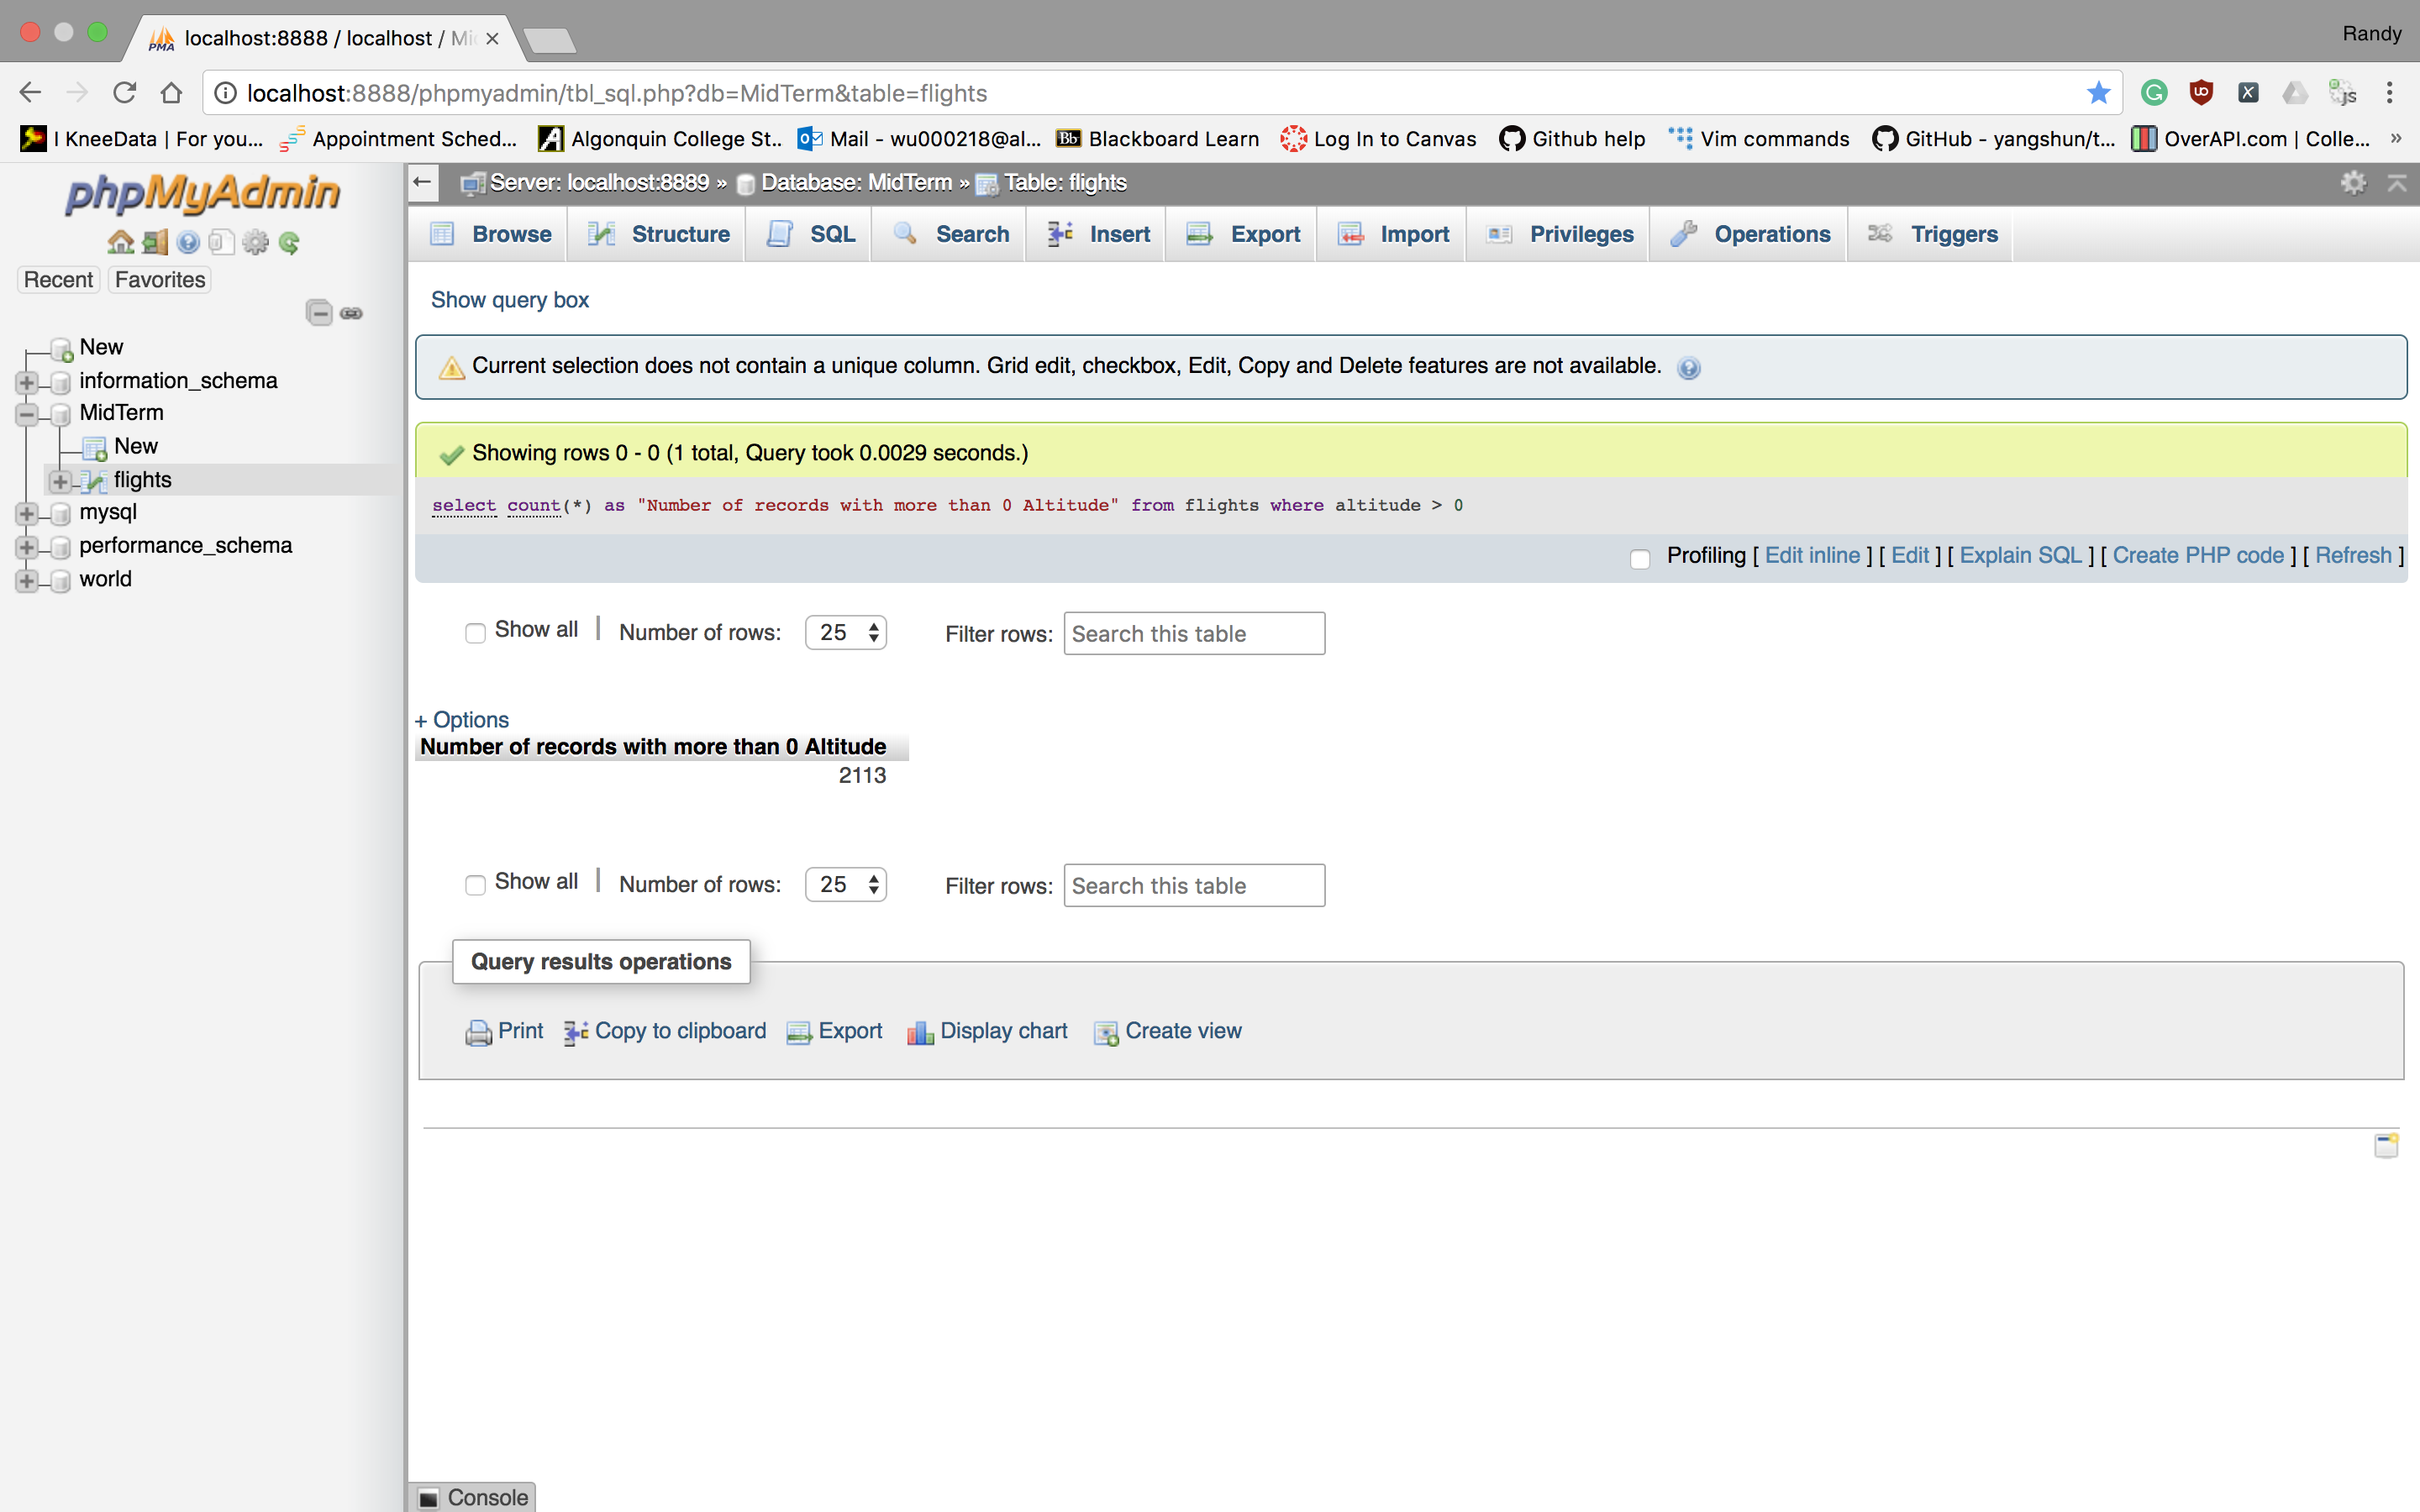 localhost:8888 / localhost / Mi
Randy
localhost:8888/phpmyadmin/tbl_sql.php?db=MidTerm&table=flights
I KneeData | For you...
Appointment Sched...
Algonquin College St...
Mail - wu000218@al...
Blackboard Learn
Log In to Canvas
Github help
Vim commands
GitHub - yangshun/t...
OverAPI.com | Colle...
»
phpMyAdmin
Recent
Favorites
New
information_schema
MidTerm
New
flights
mysql
performance_schema
world
Server: localhost:8889 » Database: MidTerm » Table: flights
Browse
Structure
SQL
Search
Insert
Export
Import
Privileges
Operations
Triggers
Show query box
Current selection does not contain a unique column. Grid edit, checkbox, Edit, Copy and Delete features are not available.
Showing rows 0 - 0 (1 total, Query took 0.0029 seconds.)
select count(*) as "Number of records with more than 0 Altitude" from flights where altitude > 0
Profiling [ Edit inline ] [ Edit ] [ Explain SQL ] [ Create PHP code ] [ Refresh ]
Show all | Number of rows: 25 Filter rows: Search this table
+ Options
Number of records with more than 0 Altitude
2113
Show all | Number of rows: 25 Filter rows: Search this table
Query results operations
Print
Copy to clipboard
Export
Display chart
Create view
Console